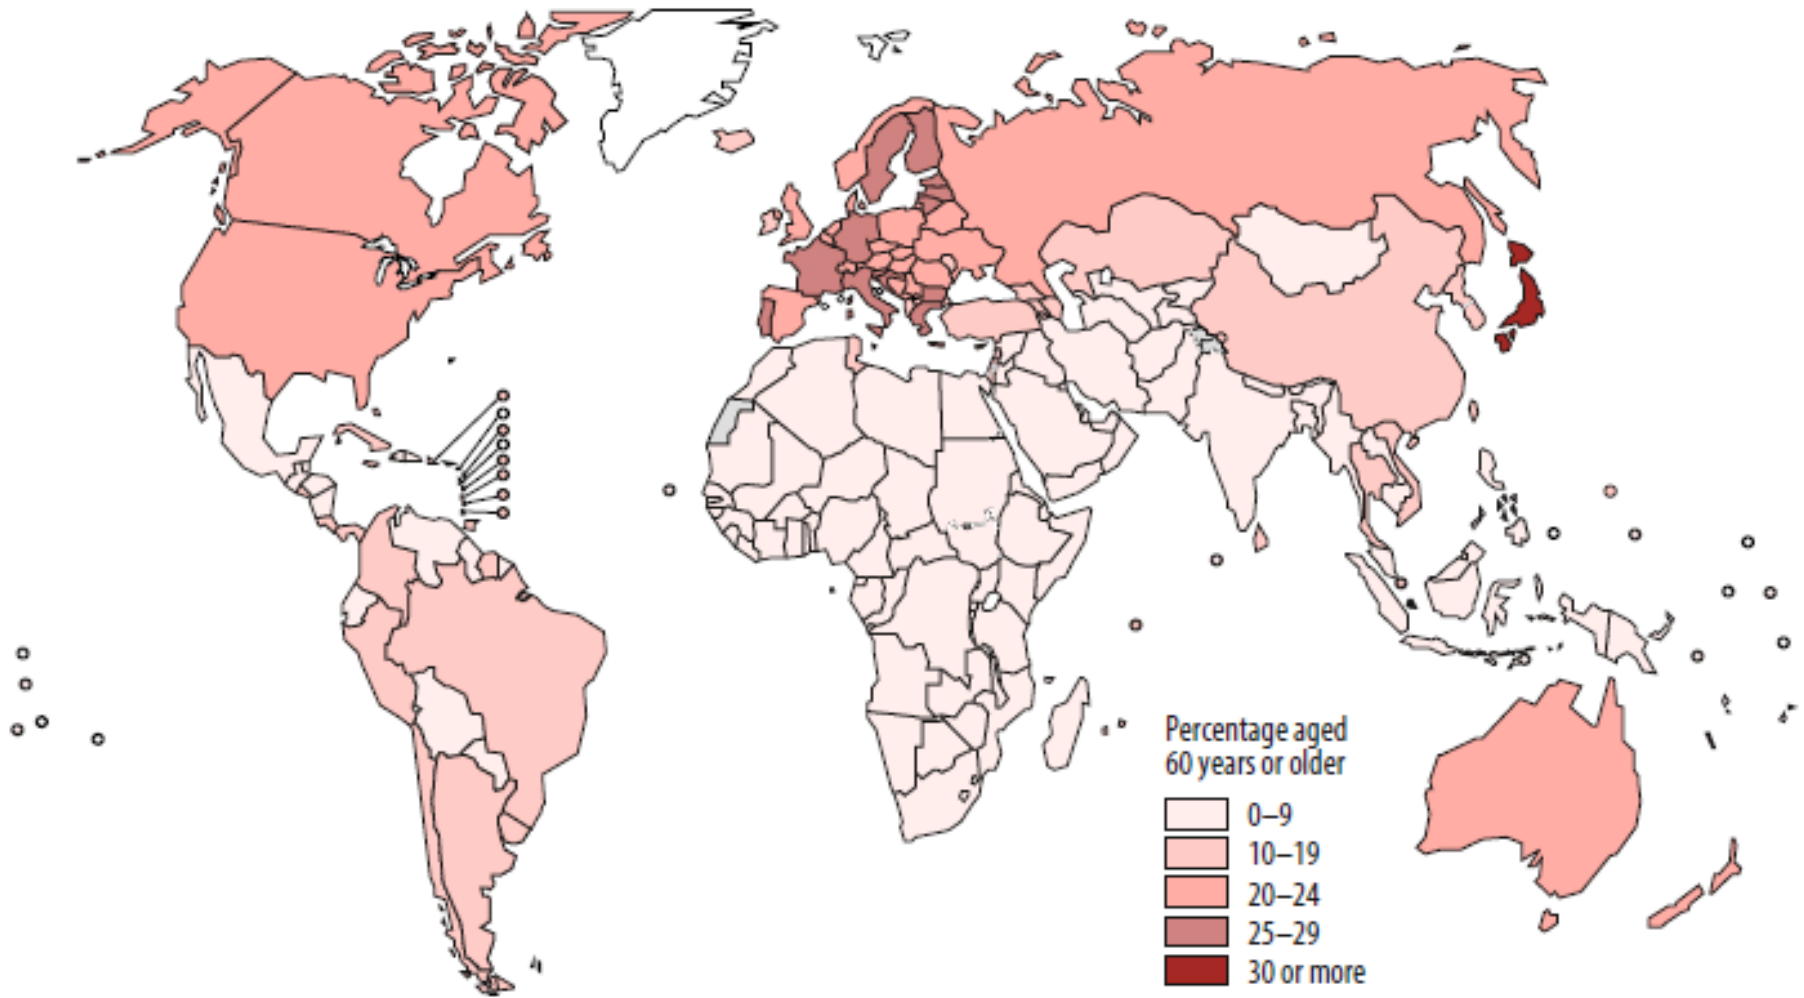 Percentage aged
60 years or older
0–9
10–19
20–24
25–29
30 or more